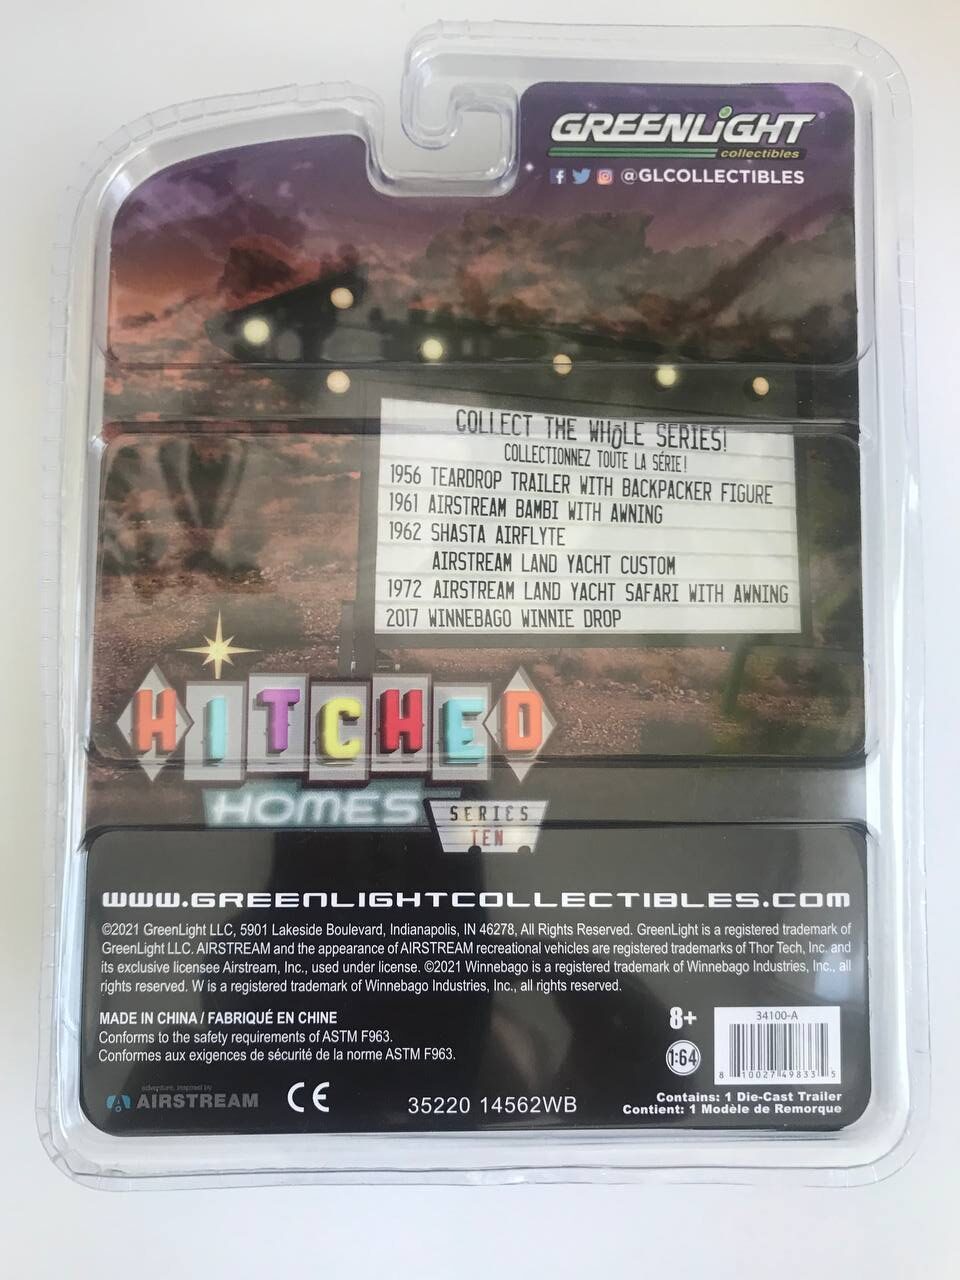 GREENLiGHT
collectibles
@GLCOLLECTIBLES
COLLECT THE WHOLE SERIES!
COLLECTIONNEZ TOUTE LA SÉRIE!
1956 TEARDROP TRAILER WITH BACKPACKER FIGURE
1961 AIRSTREAM BAMBI WITH AWNING
1962 SHASTA AIRFLYTE
AIRSTREAM LAND YACHT CUSTOM
1972 AIRSTREAM LAND YACHT SAFARI WITH AWNING
2017 WINNEBAGO WINNIE DROP
HITCHED
HOMES
SERIES
TEN
www.GREENLIGHTCOLLECTIBLES.COM
©2021 GreenLight LLC, 5901 Lakeside Boulevard, Indianapolis, IN 46278, All Rights Reserved. GreenLight is a registered trademark of
GreenLight LLC. AIRSTREAM and the appearance of AIRSTREAM recreational vehicles are registered trademarks of Thor Tech, Inc. and
its exclusive licensee Airstream, Inc., used under license. ©2021 Winnebago is a registered trademark of Winnebago Industries, Inc., all
rights reserved. W is a registered trademark of Winnebago Industries, Inc., all rights reserved.
MADE IN CHINA / FABRIQUÉ EN CHINE
Conforms to the safety requirements of ASTM F963.
Conformes aux exigences de sécurité de la norme ASTM F963.
8+
1:64
34100-A
8 10027 49833 5
adventure, inspired by
AIRSTREAM
CE
35220 14562WB
Contains: 1 Die-Cast Trailer
Contient: 1 Modèle de Remorque